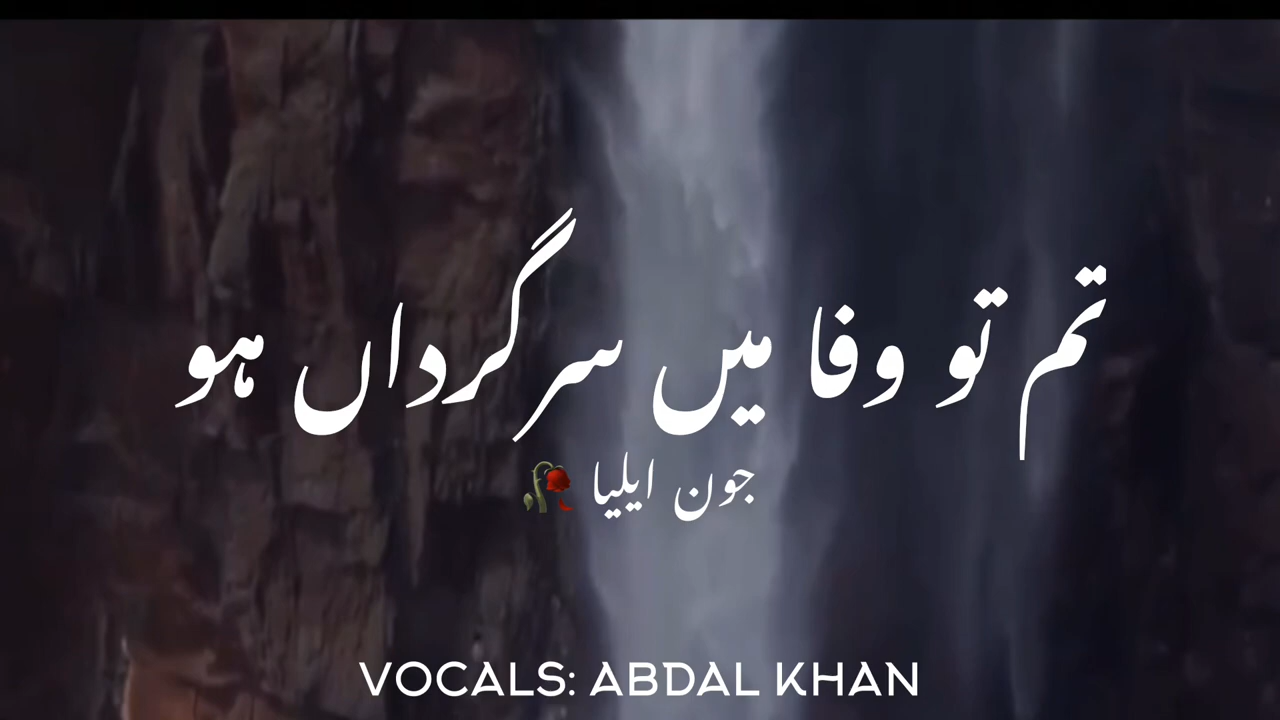 تم تو وفا میں سرگرداں ہو
جون ایلیا 🥀
VOCALS: ABDAL KHAN